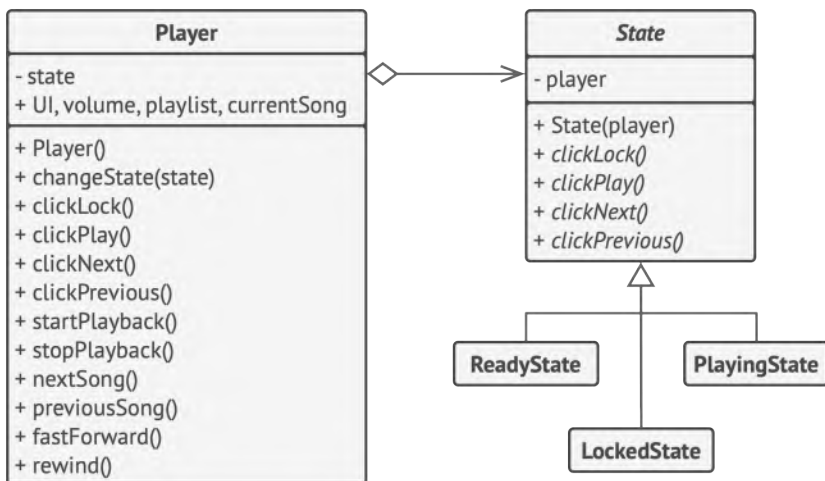 Player
- state
+ UI, volume, playlist, currentSong
+ Player()
+ changeState(state)
+ clickLock()
+ clickPlay()
+ clickNext()
+ clickPrevious()
+ startPlayback()
+ stopPlayback()
+ nextSong()
+ previousSong()
+ fastForward()
+ rewind()
State
- player
+ State(player)
+ clickLock()
+ clickPlay()
+ clickNext()
+ clickPrevious()
ReadyState
PlayingState
LockedState